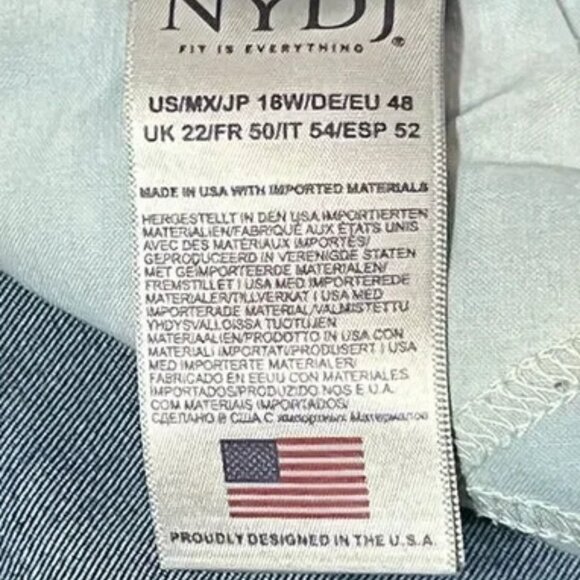 NYDJ®
FIT IS EVERYTHING
US/MX/JP 18W/DE/EU 48
UK 22/FR 50/IT 54/ESP 52
MADE IN USA WITH IMPORTED MATERIALS
HERGESTELLT IN DEN USA IMPORTIERTEN
MATERIALIEN/FABRIQUÉ AUX ÉTATS UNIS
AVEC DES MATÉRIAUX IMPORTÉS/
GEPRODUCEERD IN VERENIGDE STATEN
MET GEÏMPORTEERDE MATERIALEN/
FREMSTILLET I USA MED IMPORTEREDE
MATERIALER/TILLVERKAT I USA MED
IMPORTERADE MATERIAL/VALMISTETTU
YHDYSVALLOISSA TUOTUJEN
MATERIAALIEN/PRODOTTO IN USA CON
MATERIALI IMPORTATI/PRODUSERT I USA
MED IMPORTERTE MATERIALER/
FABRICADO EN EEUU CON MATERIALES
IMPORTADOS/PRODUZIDO NOS E.U.A.
COM MATERIAIS IMPORTADOS/
СДЕЛАНО В США С
PROUDLY DESIGNED IN THE U.S.A.